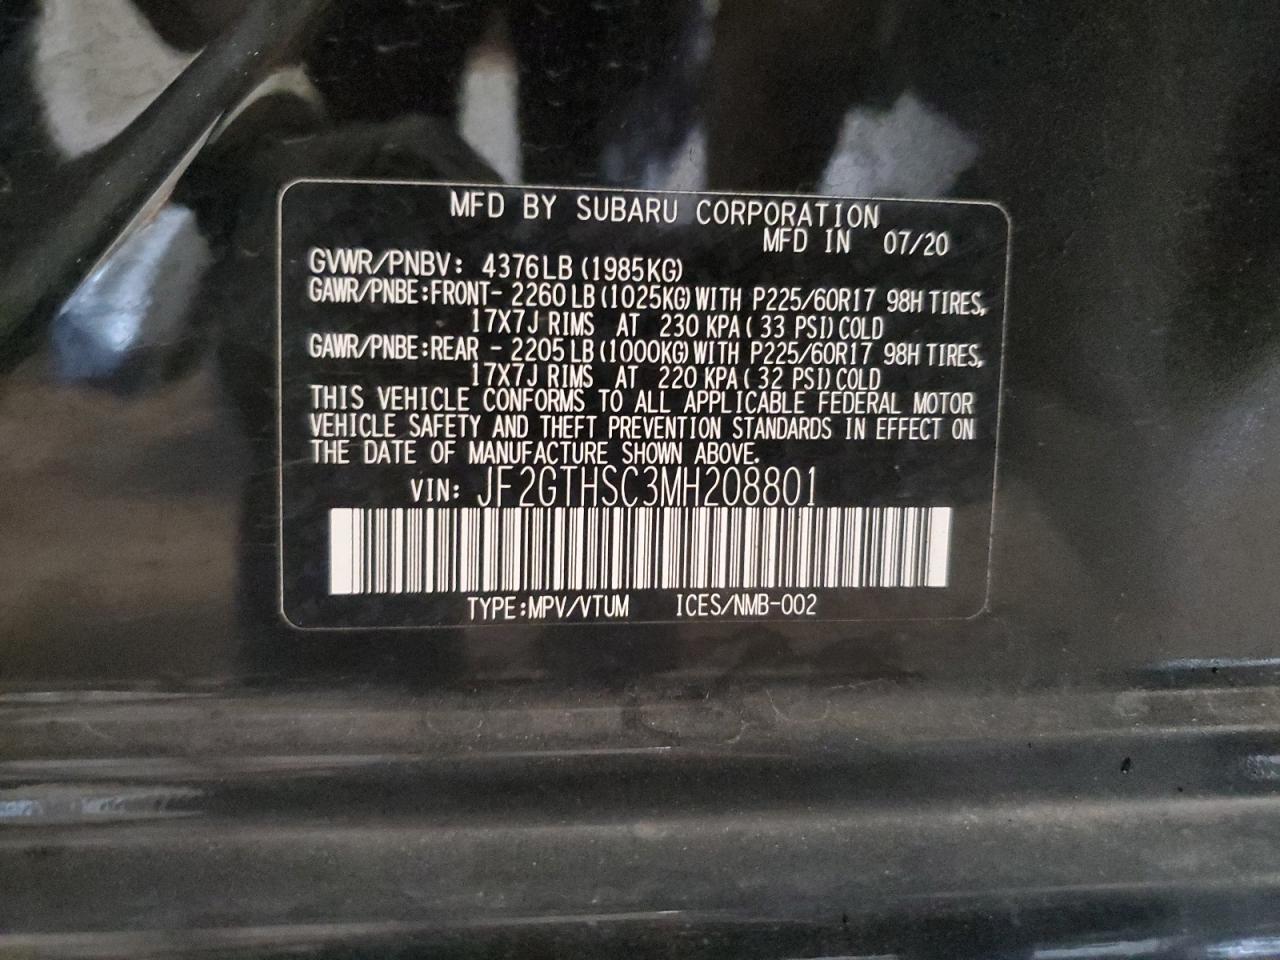 MFD BY SUBARU CORPORATION
MFD IN 07/20
GVWR/PNBV: 4376LB (1985KG)
GAWR/PNBE:FRONT- 2260 LB (1025KG) WITH P225/60R17 98H TIRES,
17X7J RIMS AT 230 KPA ( 33 PSI) COLD
GAWR/PNBE:REAR - 2205 LB (1000KG) WITH P225/60R17 98H TIRES,
17X7J RIMS AT 220 KPA ( 32 PSI) COLD
THIS VEHICLE CONFORMS TO ALL APPLICABLE FEDERAL MOTOR
VEHICLE SAFETY AND THEFT PREVENTION STANDARDS IN EFFECT ON
THE DATE OF MANUFACTURE SHOWN ABOVE.
VIN: JF2GTHSC3MH208801
TYPE:MPV/VTUM ICES/NMB-002